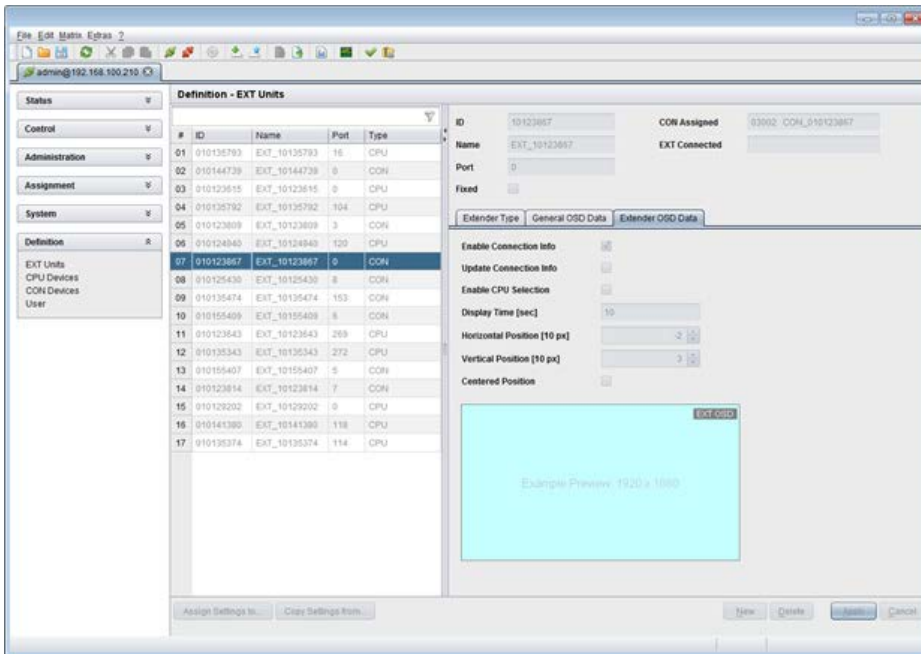 File Edit Matrix Extras ?
admin@192.168.100.210
Status
Control
Administration
Assignment
System
Definition
EXT Units
CPU Devices
CON Devices
User
Definition - EXT Units
# ID Name Port Type
01 010135793 EXT_10135793 16 CPU
02 010144739 EXT_10144739 0 CON
03 010123615 EXT_10123615 0 CPU
04 010135792 EXT_10135792 104 CPU
05 010123809 EXT_10123809 3 CON
06 010124940 EXT_10124940 120 CPU
07 010123867 EXT_10123867 0 CON
08 010125430 EXT_10125430 8 CON
09 010135474 EXT_10135474 153 CPU
10 010155409 EXT_10155409 6 CON
11 010123643 EXT_10123643 269 CPU
12 010135343 EXT_10135343 272 CPU
13 010155407 EXT_10155407 5 CON
14 010123814 EXT_10123814 7 CON
15 010129202 EXT_10129202 0 CPU
16 010141380 EXT_10141380 118 CPU
17 010135374 EXT_10135374 114 CPU
ID 10123867 CON Assigned 03002 CON_010123867
Name EXT_10123867 EXT Connected
Port 0
Fixed
Extender Type General OSD Data Extender OSD Data
Enable Connection Info
Update Connection Info
Enable CPU Selection
Display Time [sec] 10
Horizontal Position [10 px] -2
Vertical Position [10 px] 3
Centered Position
EXT OSD
Example Preview: 1920 x 1080
Assign Settings to... Copy Settings from... New Delete Apply Cancel